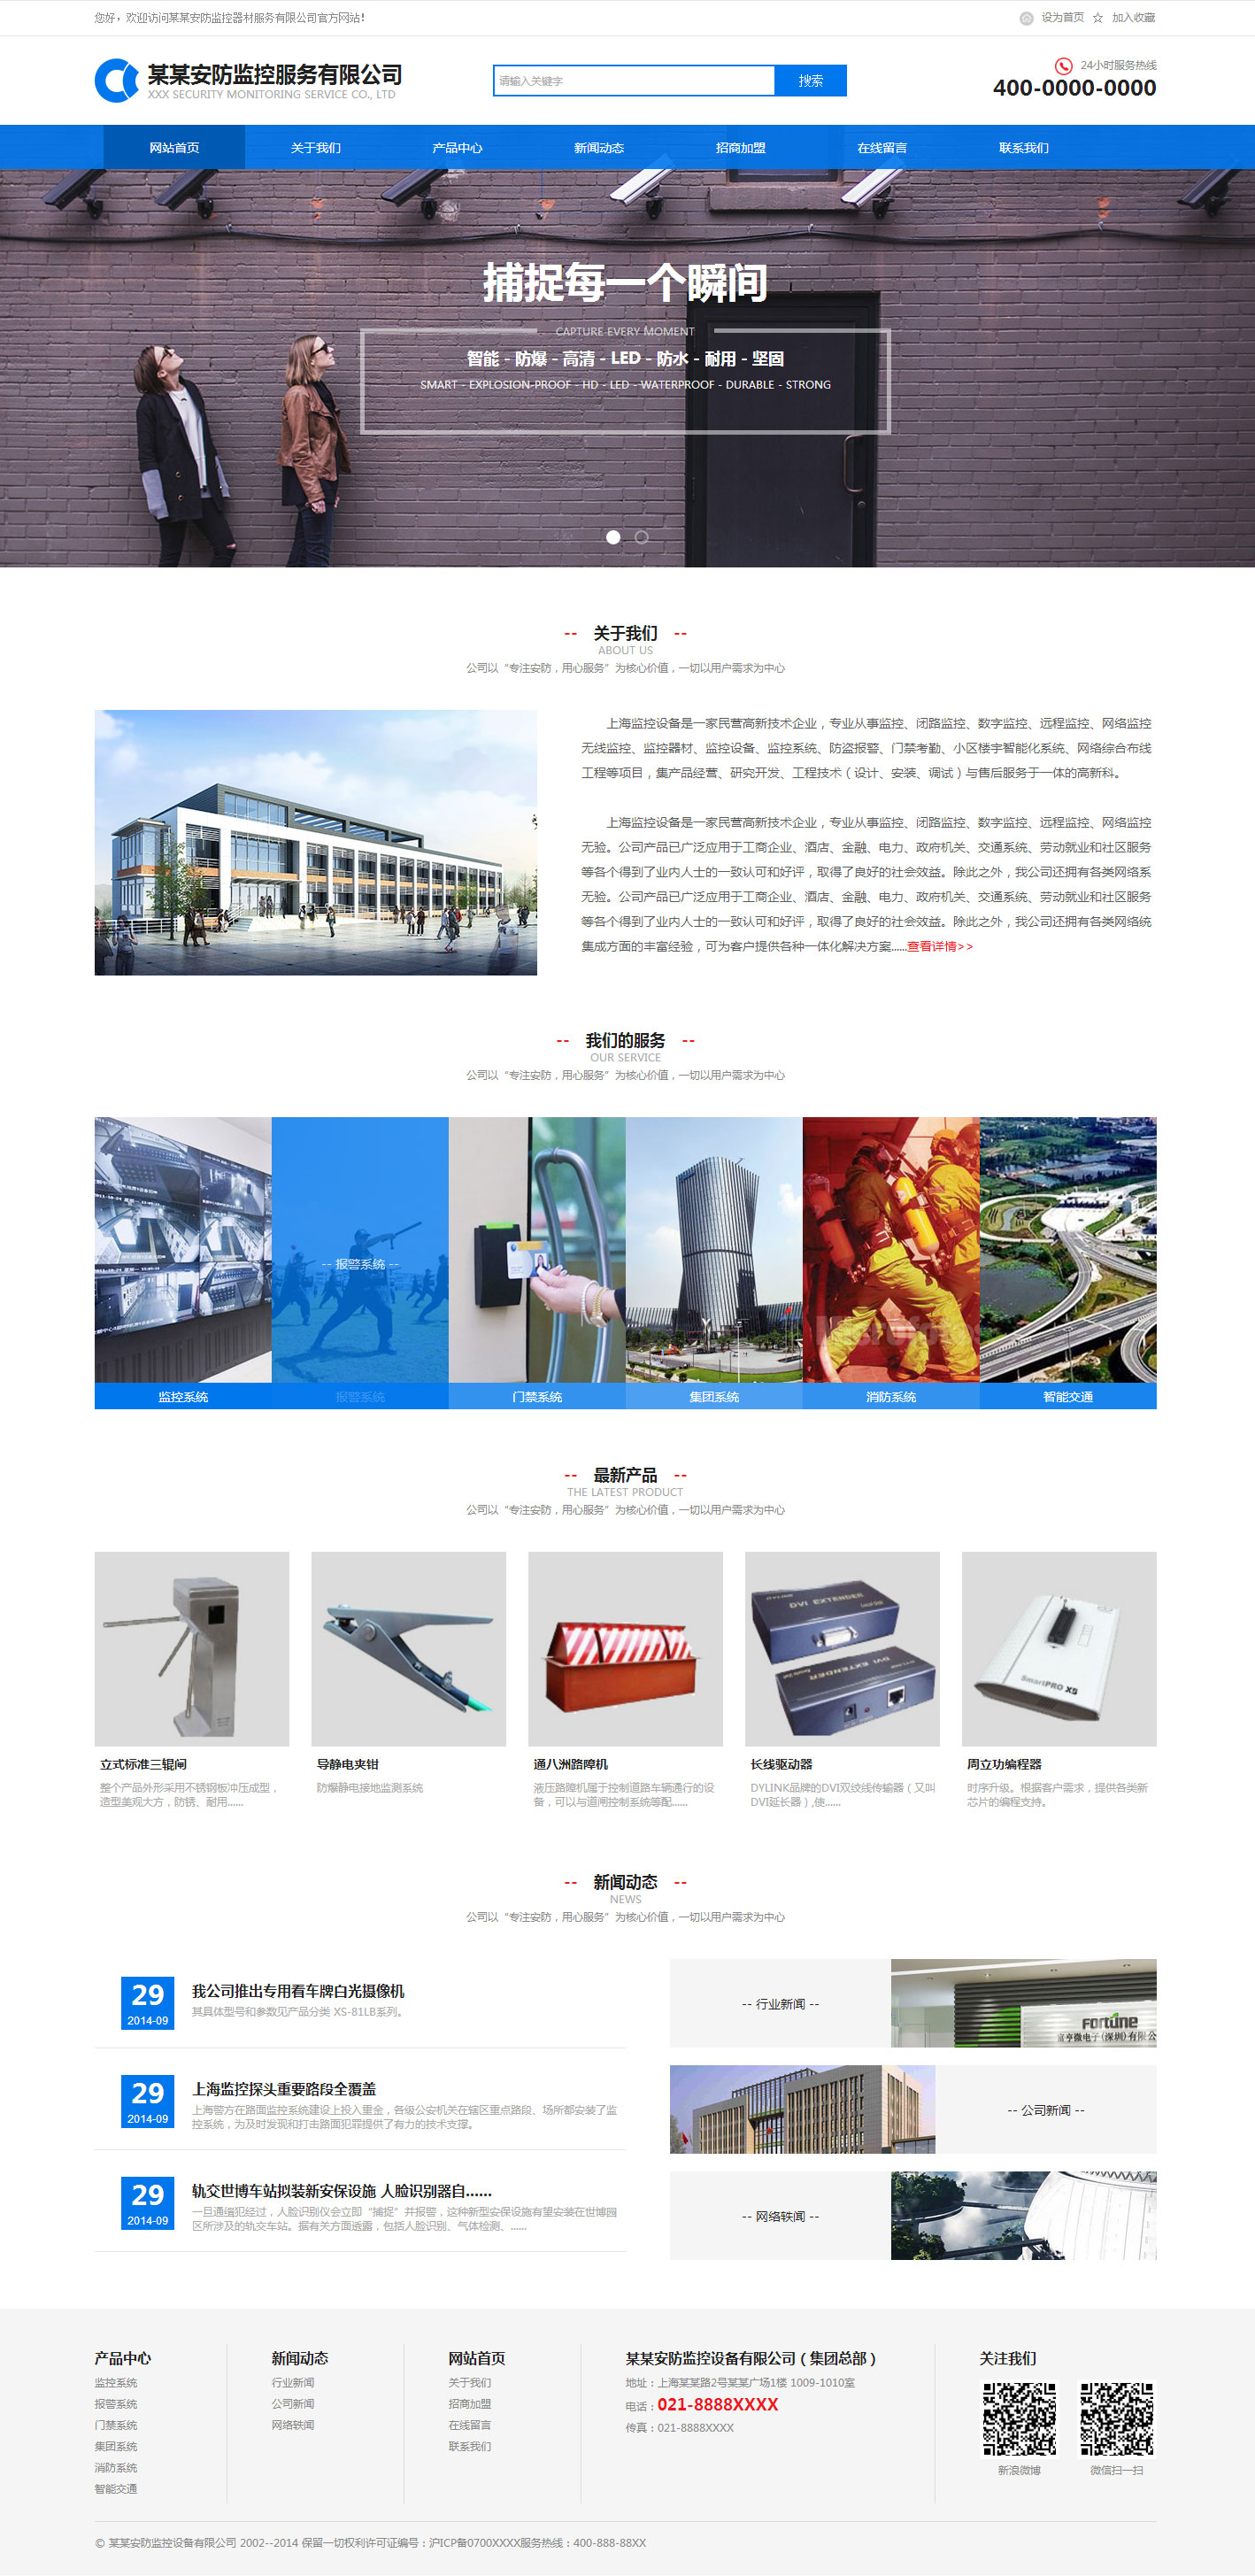 您好，欢迎访问某某安防监控器材服务有限公司官方网站！
设为首页 ☆ 加入收藏
某某安防监控服务有限公司
XXX SECURITY MONITORING SERVICE CO., LTD
请输入关键字
搜索
24小时服务热线
400-0000-0000
网站首页 关于我们 产品中心 新闻动态 招商加盟 在线留言 联系我们
捕捉每一个瞬间
CAPTURE EVERY MOMENT
智能 - 防爆 - 高清 - LED - 防水 - 耐用 - 坚固
SMART - EXPLOSION-PROOF - HD - LED - WATERPROOF - DURABLE - STRONG
-- 关于我们 --
ABOUT US
公司以“专注安防，用心服务”为核心价值，一切以用户需求为中心
上海监控设备是一家民营高新技术企业，专业从事监控、闭路监控、数字监控、远程监控、网络监控
无线监控、监控器材、监控设备、监控系统、防盗报警、门禁考勤、小区楼宇智能化系统、网络综合布线
工程等项目，集产品经营、研究开发、工程技术（设计、安装、调试）与售后服务于一体的高新科。
上海监控设备是一家民营高新技术企业，专业从事监控、闭路监控、数字监控、远程监控、网络监控
无验。公司产品已广泛应用于工商企业、酒店、金融、电力、政府机关、交通系统、劳动就业和社区服务
等各个得到了业内人士的一致认可和好评，取得了良好的社会效益。除此之外，我公司还拥有各类网络系
无验。公司产品已广泛应用于工商企业、酒店、金融、电力、政府机关、交通系统、劳动就业和社区服务
等各个得到了业内人士的一致认可和好评，取得了良好的社会效益。除此之外，我公司还拥有各类网络统
集成方面的丰富经验，可为客户提供各种一体化解决方案......查看详情>>
-- 我们的服务 --
OUR SERVICE
公司以“专注安防，用心服务”为核心价值，一切以用户需求为中心
-- 报警系统 --
监控系统 报警系统 门禁系统 集团系统 消防系统 智能交通
-- 最新产品 --
THE LATEST PRODUCT
公司以“专注安防，用心服务”为核心价值，一切以用户需求为中心
DVI EXTENDER
DVI EXTENDER
SmartPRO X5
立式标准三辊闸
整个产品外形采用不锈钢板冲压成型，
造型美观大方，防锈、耐用......
导静电夹钳
防爆静电接地监测系统
通八洲路障机
液压路障机属于控制道路车辆通行的设
备，可以与道闸控制系统等配......
长线驱动器
DYLINK品牌的DVI双绞线传输器（又叫
DVI延长器）,使......
周立功编程器
时序升级。根据客户需求，提供各类新
芯片的编程支持。
-- 新闻动态 --
NEWS
公司以“专注安防，用心服务”为核心价值，一切以用户需求为中心
29
2014-09
我公司推出专用看车牌白光摄像机
其具体型号和参数见产品分类 XS-81LB系列。
29
2014-09
上海监控探头重要路段全覆盖
上海警方在路面监控系统建设上投入重金，各级公安机关在辖区重点路段、场所都安装了监
控系统，为及时发现和打击路面犯罪提供了有力的技术支撑。
29
2014-09
轨交世博车站拟装新安保设施 人脸识别器自......
一旦通缉犯经过，人脸识别仪会立即“捕捉”并报警，这种新型安保设施有望安装在世博园
区所涉及的轨交车站。据有关方面透露，包括人脸识别、气体检测、......
-- 行业新闻 --
Fortune
富亨微电子(深圳)有限公
-- 公司新闻 --
-- 网络轶闻 --
产品中心
监控系统
报警系统
门禁系统
集团系统
消防系统
智能交通
新闻动态
行业新闻
公司新闻
网络轶闻
网站首页
关于我们
招商加盟
在线留言
联系我们
某某安防监控设备有限公司（集团总部）
地址：上海某某路2号某某广场1楼 1009-1010室
电话：021-8888XXXX
传真：021-8888XXXX
关注我们
新浪微博 微信扫一扫
© 某某安防监控设备有限公司 2002--2014 保留一切权利许可证编号：沪ICP备0700XXXX服务热线：400-888-88XX